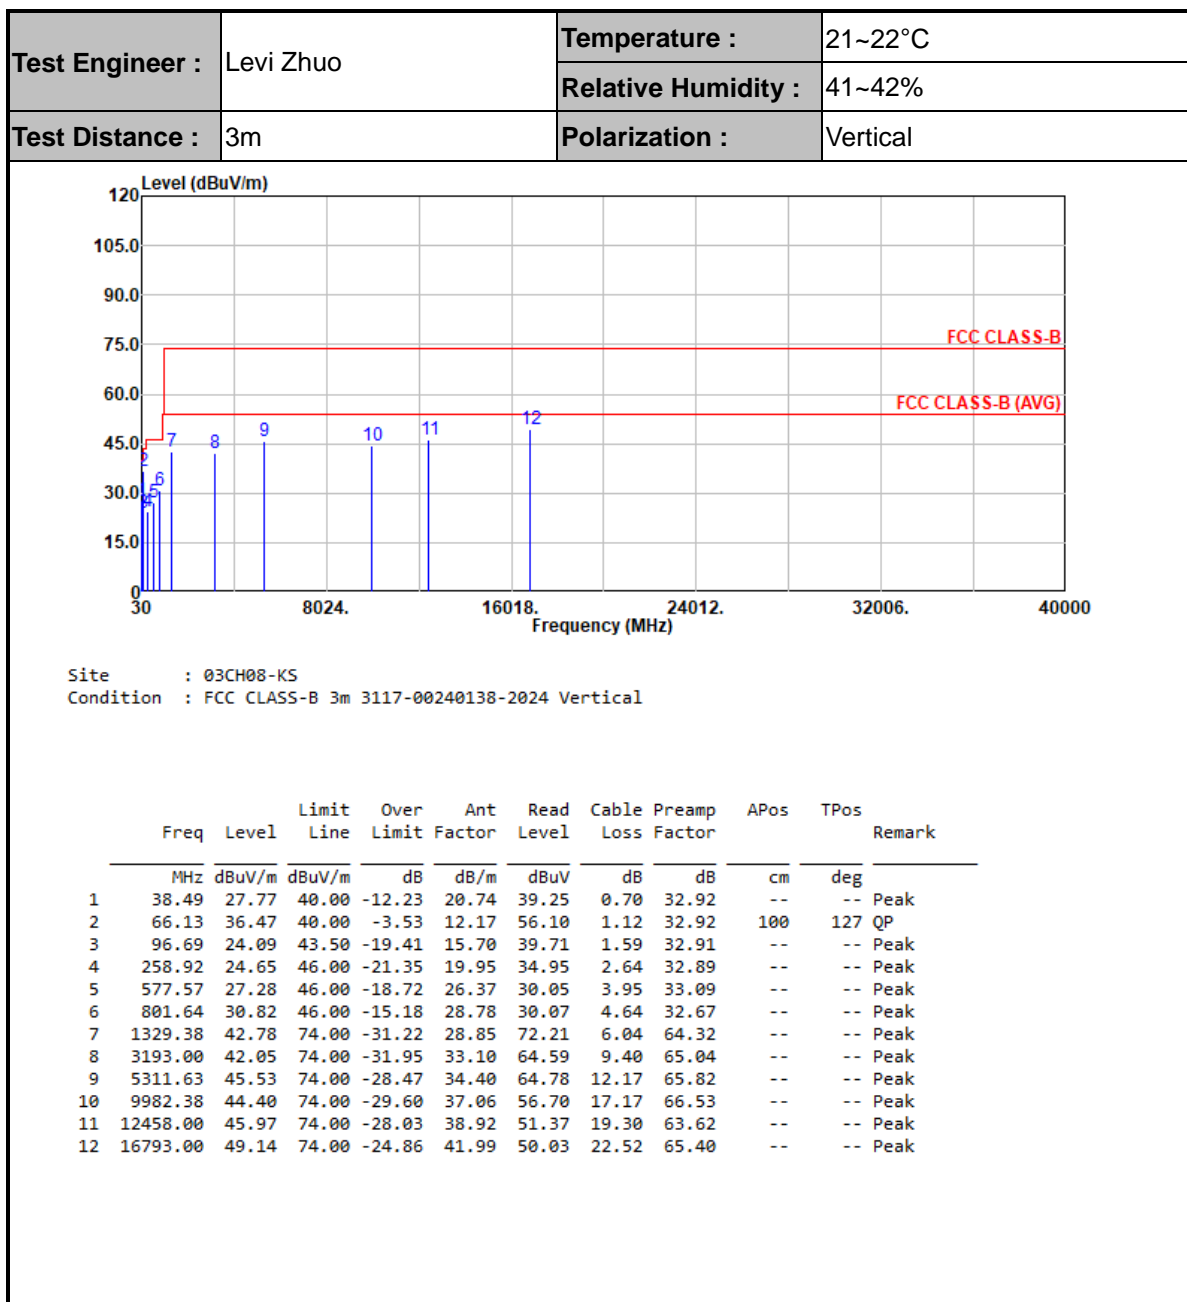 Test Engineer : Levi Zhuo Temperature : 21~22°C
Relative Humidity : 41~42%
Test Distance : 3m Polarization : Vertical
Level (dBuV/m)
120
105.0
90.0
75.0
60.0
45.0
30.0
15.0
0
FCC CLASS-B
FCC CLASS-B (AVG)
6 7 8 9 10 11 12
30 8024. 16018. 24012. 32006. 40000
Frequency (MHz)
Site : 03CH08-KS
Condition : FCC CLASS-B 3m 3117-00240138-2024 Vertical
Limit Over Ant Read Cable Preamp APos TPos
Freq Level Line Limit Factor Level Loss Factor Remark
MHz dBuV/m dBuV/m dB dB/m dBuV dB dB cm deg
1 38.49 27.77 40.00 -12.23 20.74 39.25 0.70 32.92 -- -- Peak
2 66.13 36.47 40.00 -3.53 12.17 56.10 1.12 32.92 100 127 QP
3 96.69 24.09 43.50 -19.41 15.70 39.71 1.59 32.91 -- -- Peak
4 258.92 24.65 46.00 -21.35 19.95 34.95 2.64 32.89 -- -- Peak
5 577.57 27.28 46.00 -18.72 26.37 30.05 3.95 33.09 -- -- Peak
6 801.64 30.82 46.00 -15.18 28.78 30.07 4.64 32.67 -- -- Peak
7 1329.38 42.78 74.00 -31.22 28.85 72.21 6.04 64.32 -- -- Peak
8 3193.00 42.05 74.00 -31.95 33.10 64.59 9.40 65.04 -- -- Peak
9 5311.63 45.53 74.00 -28.47 34.40 64.78 12.17 65.82 -- -- Peak
10 9982.38 44.40 74.00 -29.60 37.06 56.70 17.17 66.53 -- -- Peak
11 12458.00 45.97 74.00 -28.03 38.92 51.37 19.30 63.62 -- -- Peak
12 16793.00 49.14 74.00 -24.86 41.99 50.03 22.52 65.40 -- -- Peak